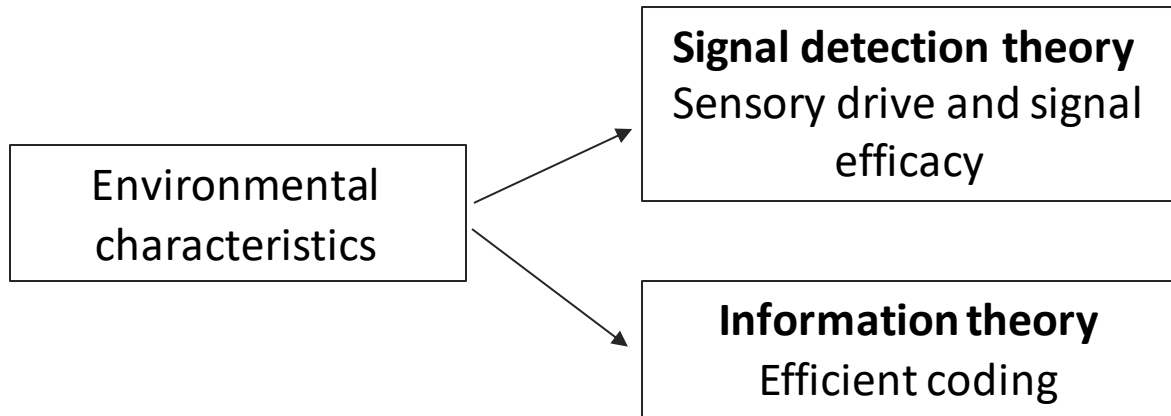 Signal detection theory
Sensory drive and signal
efficacy
Environmental
characteristics
Information theory
Efficient coding